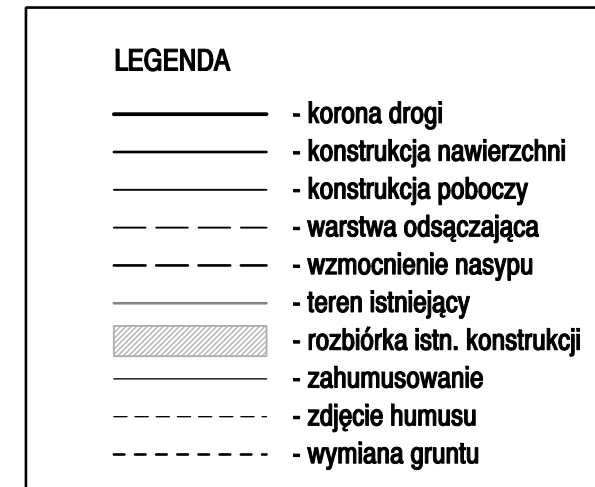 LEGENDA
- korona drogi
- konstrukcja nawierzchni
- konstrukcja poboczy
- warstwa odsączająca
- wzmocnienie nasypu
- teren istniejący
- rozbiórka istn. konstrukcji
- zahumusowanie
- zdjęcie humusu
- wymiana gruntu